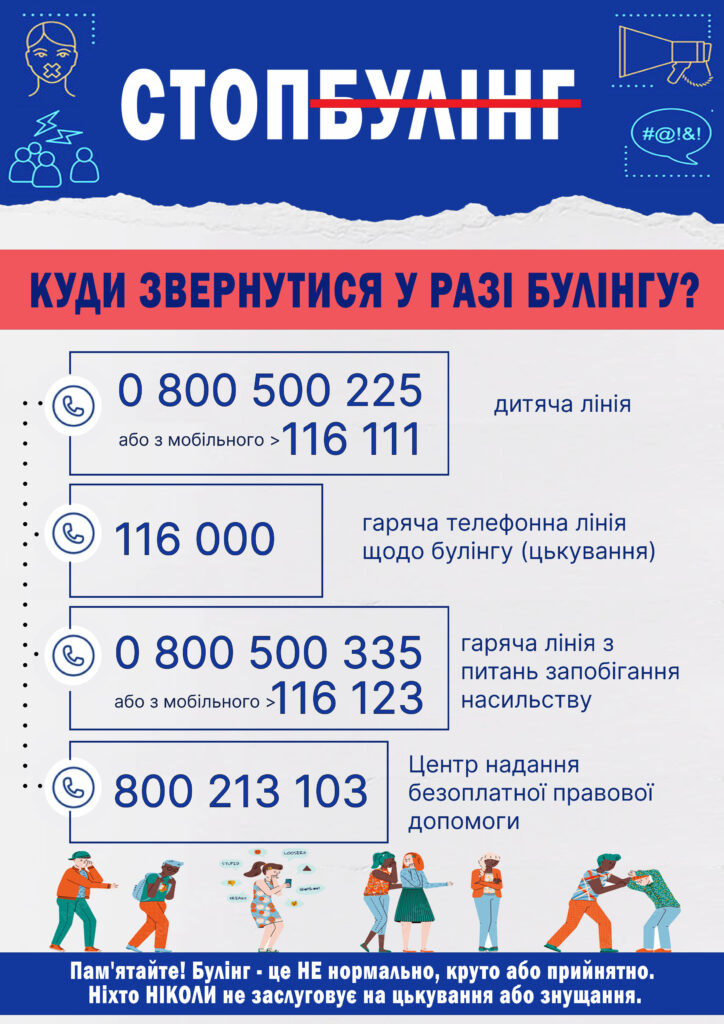 #@!&!
СТОПБУЛІНГ
КУДИ ЗВЕРНУТИСЯ У РАЗІ БУЛІНГУ?
0 800 500 225
або з мобільного > 116 111
дитяча лінія
116 000
гаряча телефонна лінія
щодо булінгу (цькування)
0 800 500 335
або з мобільного > 116 123
гаряча лінія з
питань запобігання
насильству
800 213 103
Центр надання
безоплатної правової
допомоги
STUPID
LOOSER!
Пам'ятайте! Булінг - це НЕ нормально, круто або прийнятно.
Ніхто НІКОЛИ не заслуговує на цькування або знущання.